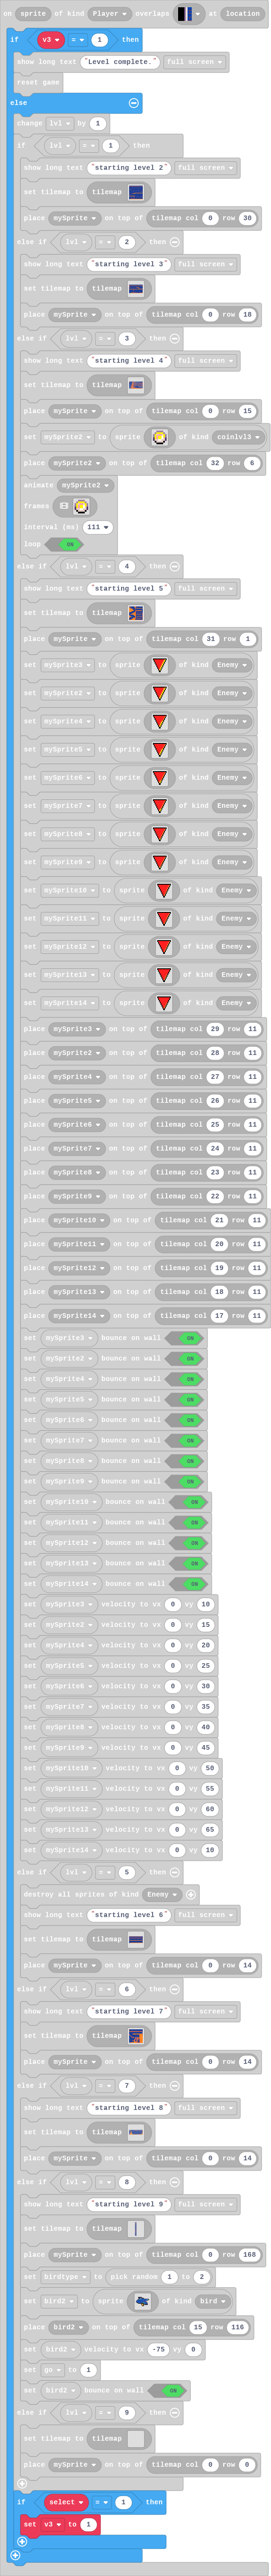 on sprite of kind Player overlaps at location
if v3 = 1 then
show long text "Level complete." full screen
reset game
else
change lvl by 1
if lvl = 1 then
show long text "starting level 2" full screen
set tilemap to tilemap
place mySprite on top of tilemap col 0 row 30
else if lvl = 2 then
show long text "starting level 3" full screen
set tilemap to tilemap
place mySprite on top of tilemap col 0 row 18
else if lvl = 3 then
show long text "starting level 4" full screen
set tilemap to tilemap
place mySprite on top of tilemap col 0 row 15
set mySprite2 to sprite of kind coinlvl3
place mySprite2 on top of tilemap col 32 row 6
animate mySprite2
frames
interval (ms) 111
loop ON
else if lvl = 4 then
show long text "starting level 5" full screen
set tilemap to tilemap
place mySprite on top of tilemap col 31 row 1
set mySprite3 to sprite of kind Enemy
set mySprite2 to sprite of kind Enemy
set mySprite4 to sprite of kind Enemy
set mySprite5 to sprite of kind Enemy
set mySprite6 to sprite of kind Enemy
set mySprite7 to sprite of kind Enemy
set mySprite8 to sprite of kind Enemy
set mySprite9 to sprite of kind Enemy
set mySprite10 to sprite of kind Enemy
set mySprite11 to sprite of kind Enemy
set mySprite12 to sprite of kind Enemy
set mySprite13 to sprite of kind Enemy
set mySprite14 to sprite of kind Enemy
place mySprite3 on top of tilemap col 29 row 11
place mySprite2 on top of tilemap col 28 row 11
place mySprite4 on top of tilemap col 27 row 11
place mySprite5 on top of tilemap col 26 row 11
place mySprite6 on top of tilemap col 25 row 11
place mySprite7 on top of tilemap col 24 row 11
place mySprite8 on top of tilemap col 23 row 11
place mySprite9 on top of tilemap col 22 row 11
place mySprite10 on top of tilemap col 21 row 11
place mySprite11 on top of tilemap col 20 row 11
place mySprite12 on top of tilemap col 19 row 11
place mySprite13 on top of tilemap col 18 row 11
place mySprite14 on top of tilemap col 17 row 11
set mySprite3 bounce on wall ON
set mySprite2 bounce on wall ON
set mySprite4 bounce on wall ON
set mySprite5 bounce on wall ON
set mySprite6 bounce on wall ON
set mySprite7 bounce on wall ON
set mySprite8 bounce on wall ON
set mySprite9 bounce on wall ON
set mySprite10 bounce on wall ON
set mySprite11 bounce on wall ON
set mySprite12 bounce on wall ON
set mySprite13 bounce on wall ON
set mySprite14 bounce on wall ON
set mySprite3 velocity to vx 0 vy 10
set mySprite2 velocity to vx 0 vy 15
set mySprite4 velocity to vx 0 vy 20
set mySprite5 velocity to vx 0 vy 25
set mySprite6 velocity to vx 0 vy 30
set mySprite7 velocity to vx 0 vy 35
set mySprite8 velocity to vx 0 vy 40
set mySprite9 velocity to vx 0 vy 45
set mySprite10 velocity to vx 0 vy 50
set mySprite11 velocity to vx 0 vy 55
set mySprite12 velocity to vx 0 vy 60
set mySprite13 velocity to vx 0 vy 65
set mySprite14 velocity to vx 0 vy 10
else if lvl = 5 then
destroy all sprites of kind Enemy
show long text "starting level 6" full screen
set tilemap to tilemap
place mySprite on top of tilemap col 0 row 14
else if lvl = 6 then
show long text "starting level 7" full screen
set tilemap to tilemap
place mySprite on top of tilemap col 0 row 14
else if lvl = 7 then
show long text "starting level 8" full screen
set tilemap to tilemap
place mySprite on top of tilemap col 0 row 14
else if lvl = 8 then
show long text "starting level 9" full screen
set tilemap to tilemap
place mySprite on top of tilemap col 0 row 168
set birdtype to pick random 1 to 2
set bird2 to sprite of kind bird
place bird2 on top of tilemap col 15 row 116
set bird2 velocity to vx -75 vy 0
set go to 1
set bird2 bounce on wall ON
else if lvl = 9 then
set tilemap to tilemap
place mySprite on top of tilemap col 0 row 0
if select = 1 then
set v3 to 1